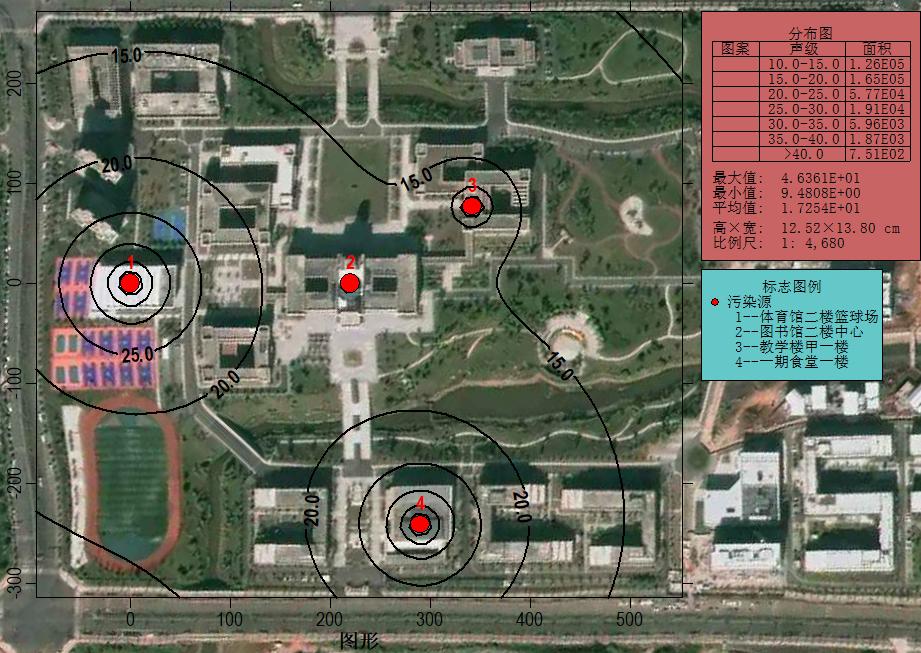 15.0
20.0
25.0
20.0
15.0
15.0
20.0
20.0
1
2
3
4
200
100
0
-100
-200
-300
0
100
200
300
400
500
图形
分布图
图案 声级 面积
10.0-15.0 1.26E05
15.0-20.0 1.65E05
20.0-25.0 5.77E04
25.0-30.0 1.91E04
30.0-35.0 5.96E03
35.0-40.0 1.87E03
>40.0 7.51E02
最大值: 4.6361E+01
最小值: 9.4808E+00
平均值: 1.7254E+01
高×宽: 12.52×13.80 cm
比例尺: 1: 4,680
标志图例
污染源
1--体育馆二楼篮球场
2--图书馆二楼中心
3--教学楼甲一楼
4--一期食堂一楼